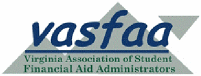 vasfaa
Virginia Association of Student
Financial Aid Administrators